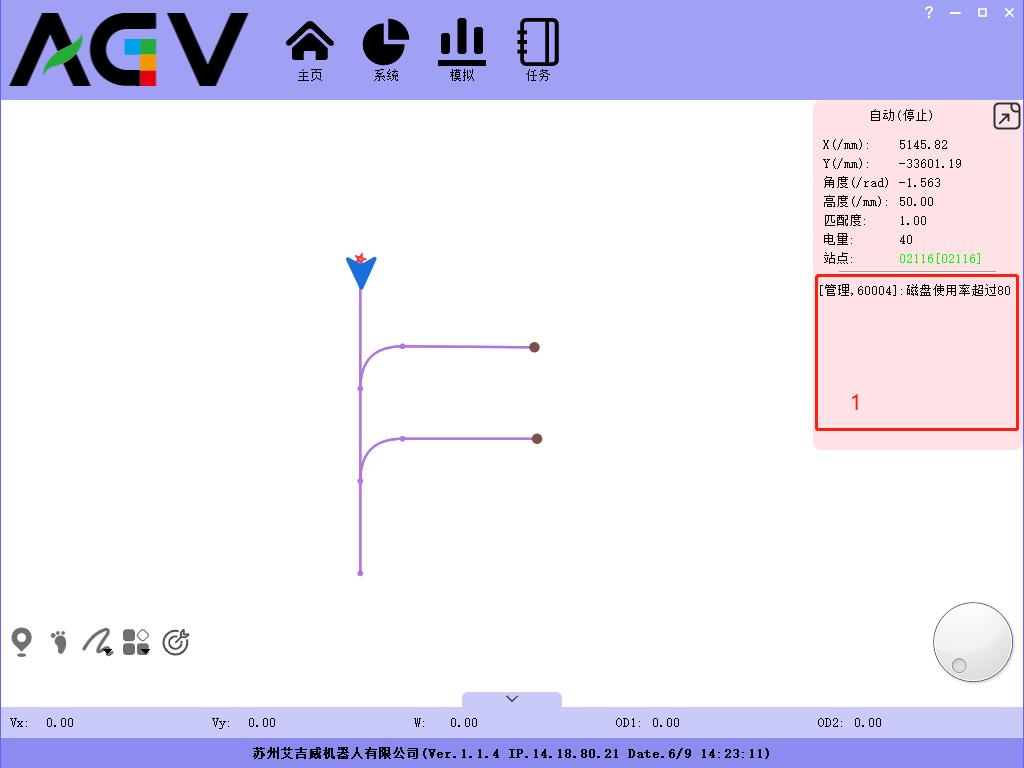 AGV
主页
系统
模拟
任务
?
自动(停止)
X(/mm): 5145.82
Y(/mm): -33601.19
角度(/rad) -1.563
高度(/mm): 50.00
匹配度: 1.00
电量: 40
站点: 02116[02116]
[管理,60004]:磁盘使用率超过80
1
Vx: 0.00 Vy: 0.00 W: 0.00 OD1: 0.00 OD2: 0.00
苏州艾吉威机器人有限公司(Ver.1.1.4 IP.14.18.80.21 Date.6/9 14:23:11)